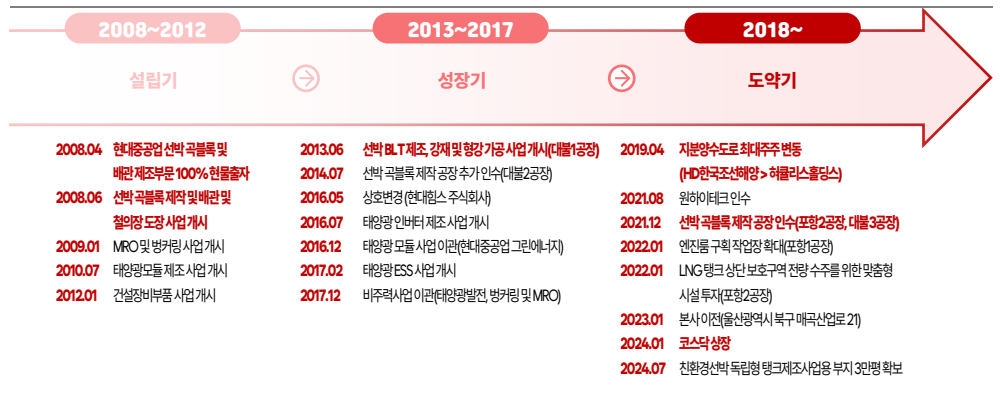 2008~2012
설립기
2008.04 현대중공업 선박 곡블록 및
배관 제조부문 100% 현물출자
2008.06 선박 곡블록 제작 및 배관 및
철의장 도장 사업 개시
2009.01 MRO 및 벙커링 사업 개시
2010.07 태양광모듈 제조 사업 개시
2012.01 건설장비부품 사업 개시
2013~2017
성장기
2013.06 선박 BLT 제조, 강재 및 형강 가공 사업 개시(대불1공장)
2014.07 선박 곡블록 제작 공장 추가 인수(대불2공장)
2016.05 상호변경 (현대힘스 주식회사)
2016.07 태양광 인버터 제조 사업 개시
2016.12 태양광 모듈 사업 이관(현대중공업 그린에너지)
2017.02 태양광 ESS 사업 개시
2017.12 비주력사업 이관(태양광발전, 벙커링 및 MRO)
2018~
도약기
2019.04 지분양수도로 최대주주 변동
(HD한국조선해양 > 허큘리스홀딩스)
2021.08 원하이테크 인수
2021.12 선박 곡블록 제작 공장 인수(포항2공장, 대불3공장)
2022.01 엔진룸 구획 작업장 확대(포항1공장)
2022.01 LNG 탱크 상단 보호구역 전량 수주를 위한 맞춤형
시설 투자(포항2공장)
2023.01 본사 이전(울산광역시 북구 매곡산업로 21)
2024.01 코스닥 상장
2024.07 친환경선박 독립형 탱크제조사업용 부지 3만평 확보